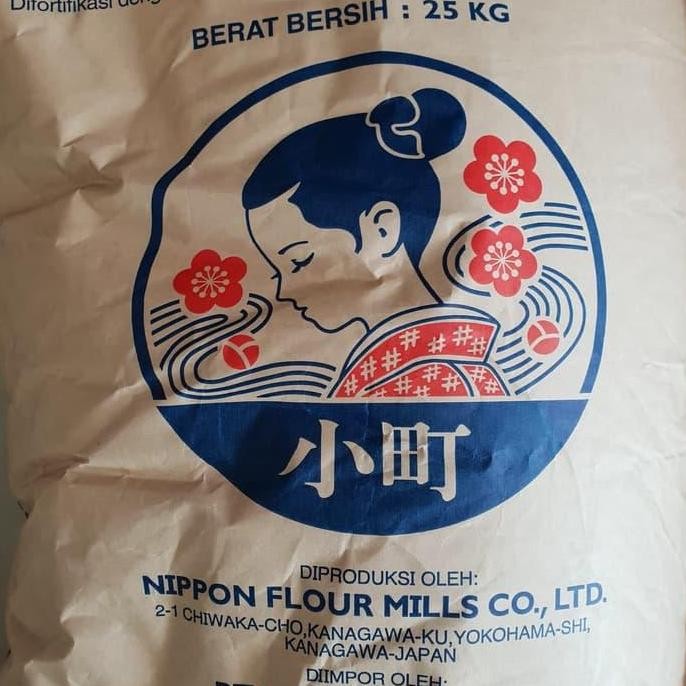 Difortifikasi
BERAT BERSIH : 25 KG
小町
DIPRODUKSI OLEH:
NIPPON FLOUR MILLS CO., LTD.
2-1 CHIWAKA-CHO,KANAGAWA-KU,YOKOHAMA-SHI,
KANAGAWA-JAPAN
DIIMPOR OLEH: